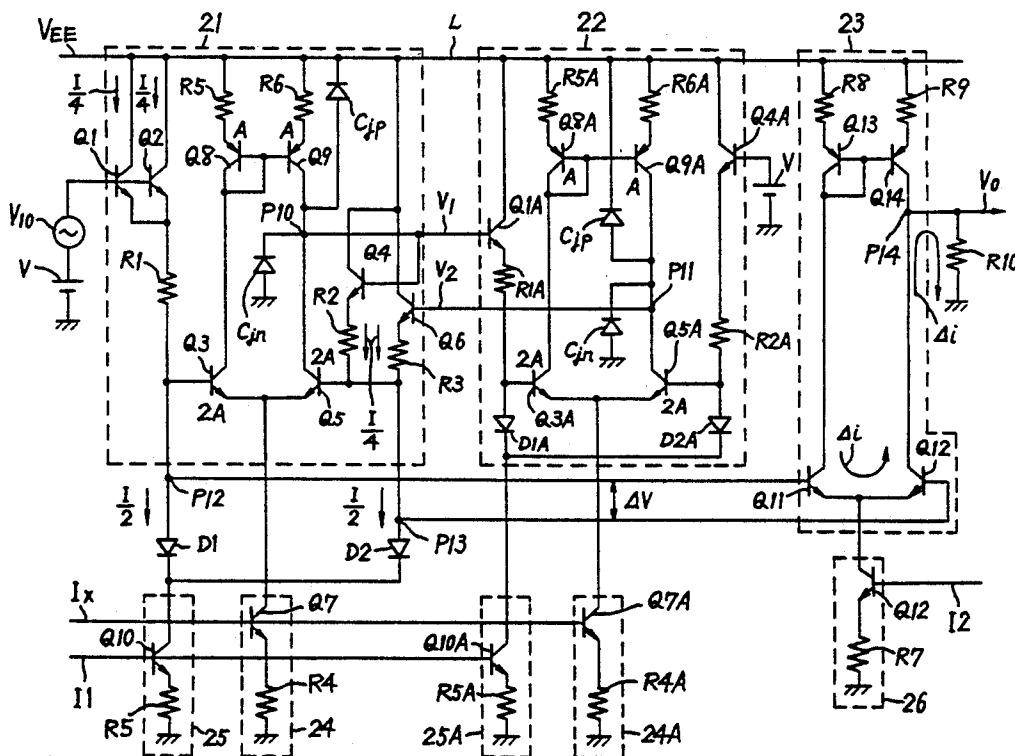 21
22
23
VEE
L
I/4
I/4
R5
R6
Cjp
R5A
R6A
Q4A
R8
R9
Q1
Q2
Q8
A
A
Q9
Q8A
A
A
Q9A
V
Q13
Q14
Vo
V10
V
P10
V1
Q1A
Cjp
P11
P14
R10
R1
Cjn
Q4
V2
R1A
Cjn
Q5A
R2A
Δi
R2
Q6
Q3
2A
2A
Q5
R3
I/4
Q3A
2A
2A
D1A
D2A
Δi
Q12
P12
Q11
I/2
I/2
ΔV
P13
D1
D2
Ix
Q7
Q7A
Q12
I2
Q10
Q10A
I1
R5
R4
R5A
R4A
R7
25
24
25A
24A
26